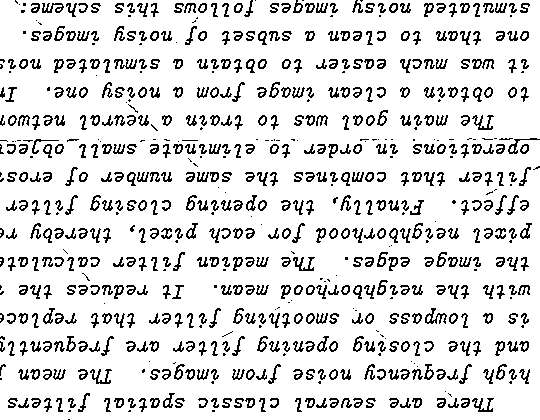 There are several classic spatial filters
high frequency noise from images. The mean f
and the closing opening filter are frequently
is a lowpass or smoothing filter that replace
with the neighborhood mean. It reduces the
the image edges. The median filter calculate
pixel neighborhood for each pixel, thereby re
effect. Finally, the opening closing filter
filter that combines the same number of erosi
operations in order to eliminate small objec
The main goal was to train a neural networ
to obtain a clean image from a noisy one. In
it was much easier to obtain a simulated nois
one than to clean a subset of noisy images.
simulated noisy images follows this scheme: